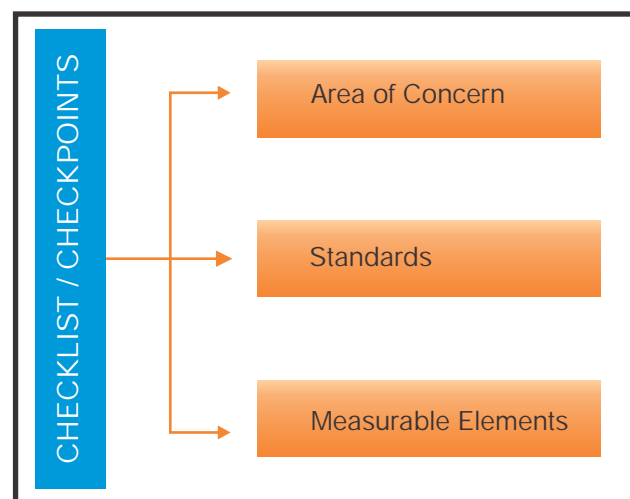 CHECKLIST / CHECKPOINTS
Area of Concern
Standards
Measurable Elements